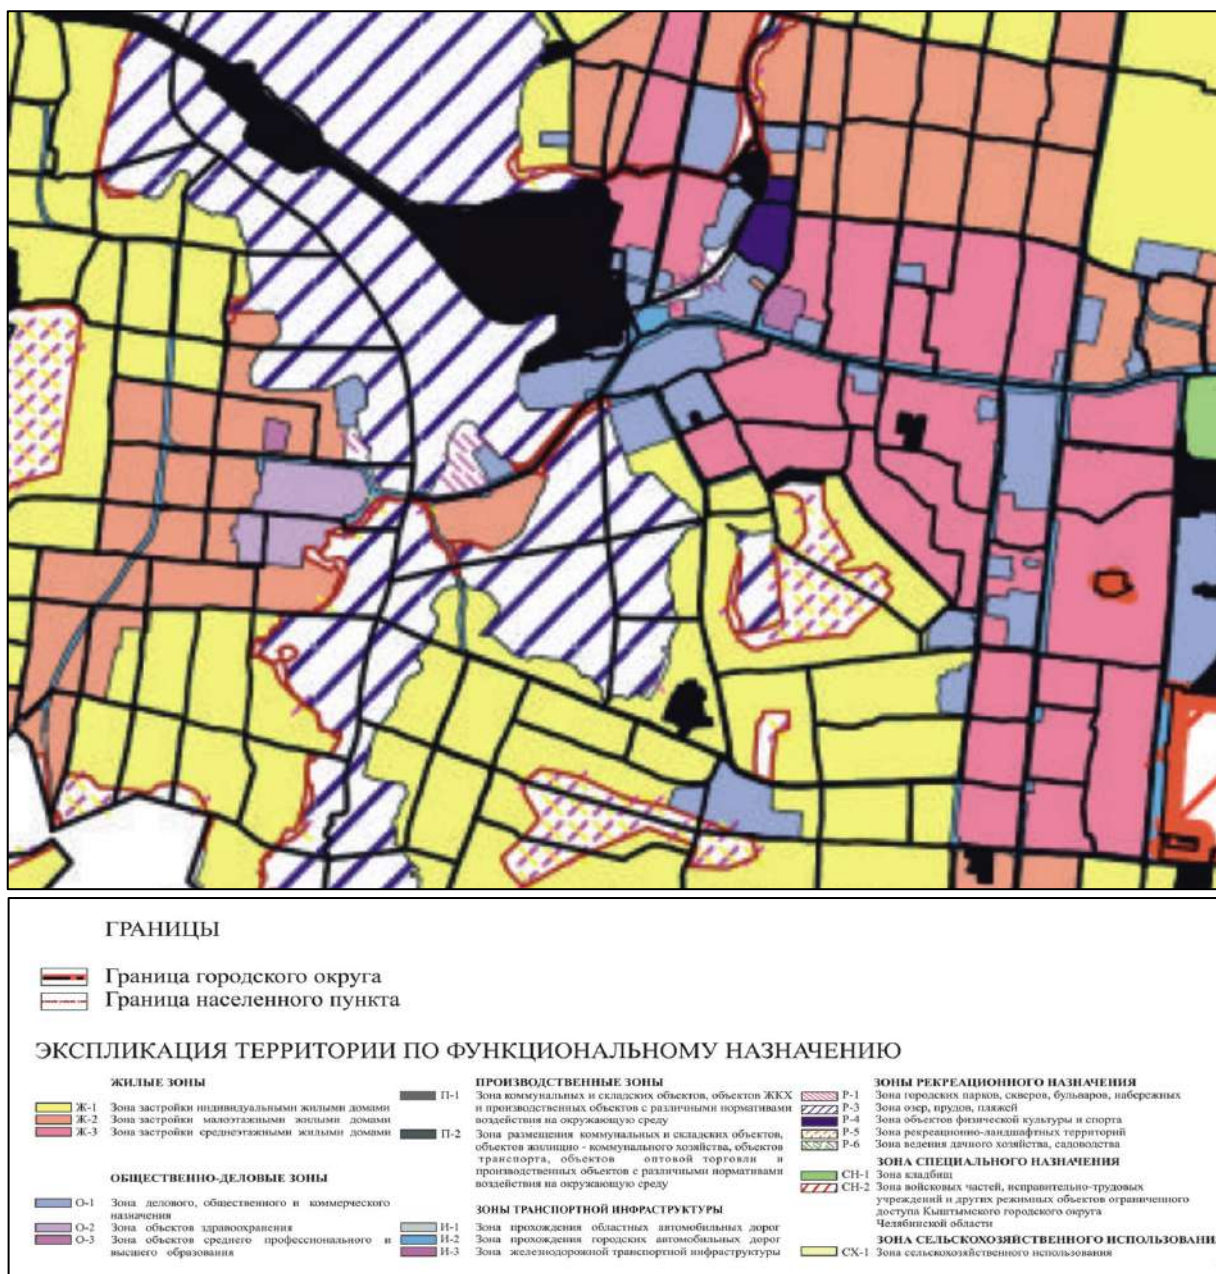 ГРАНИЦЫ
Граница городского округа
Граница населенного пункта
ЭКСПЛИКАЦИЯ ТЕРРИТОРИИ ПО ФУНКЦИОНАЛЬНОМУ НАЗНАЧЕНИЮ
ЖИЛЫЕ ЗОНЫ
Ж-1 Зона застройки индивидуальными жилыми домами
Ж-2 Зона застройки малоэтажными жилыми домами
Ж-3 Зона застройки среднеэтажными жилыми домами
ОБЩЕСТВЕННО-ДЕЛОВЫЕ ЗОНЫ
О-1 Зона делового, общественного и коммерческого
назначения
О-2 Зона объектов здравоохранения
О-3 Зона объектов среднего профессионального и
высшего образования
ПРОИЗВОДСТВЕННЫЕ ЗОНЫ
П-1 Зона коммунальных и складских объектов, объектов ЖКХ
и производственных объектов с различными нормативами
воздействия на окружающую среду
П-2 Зона размещения коммунальных и складских объектов,
объектов жилищно - коммунального хозяйства, объектов
транспорта, объектов оптовой торговли и
производственных объектов с различными нормативами
воздействия на окружающую среду
ЗОНЫ ТРАНСПОРТНОЙ ИНФРАСТРУКТУРЫ
И-1 Зона прохождения областных автомобильных дорог
И-2 Зона прохождения городских автомобильных дорог
И-3 Зона железнодорожной транспортной инфраструктуры
ЗОНЫ РЕКРЕАЦИОННОГО НАЗНАЧЕНИЯ
Р-1 Зона городских парков, скверов, бульваров, набережных
Р-3 Зона озер, прудов, пляжей
Р-4 Зона объектов физической культуры и спорта
Р-5 Зона рекреационно-ландшафтных территорий
Р-6 Зона ведения дачного хозяйства, садоводства
ЗОНА СПЕЦИАЛЬНОГО НАЗНАЧЕНИЯ
СН-1 Зона кладбищ
СН-2 Зона войсковых частей, исправительно-трудовых
учреждений и других режимных объектов ограниченного
доступа Кыштымского городского округа
Челябинской области
ЗОНА СЕЛЬСКОХОЗЯЙСТВЕННОГО ИСПОЛЬЗОВАНИ
СХ-1 Зона сельскохозяйственного использования